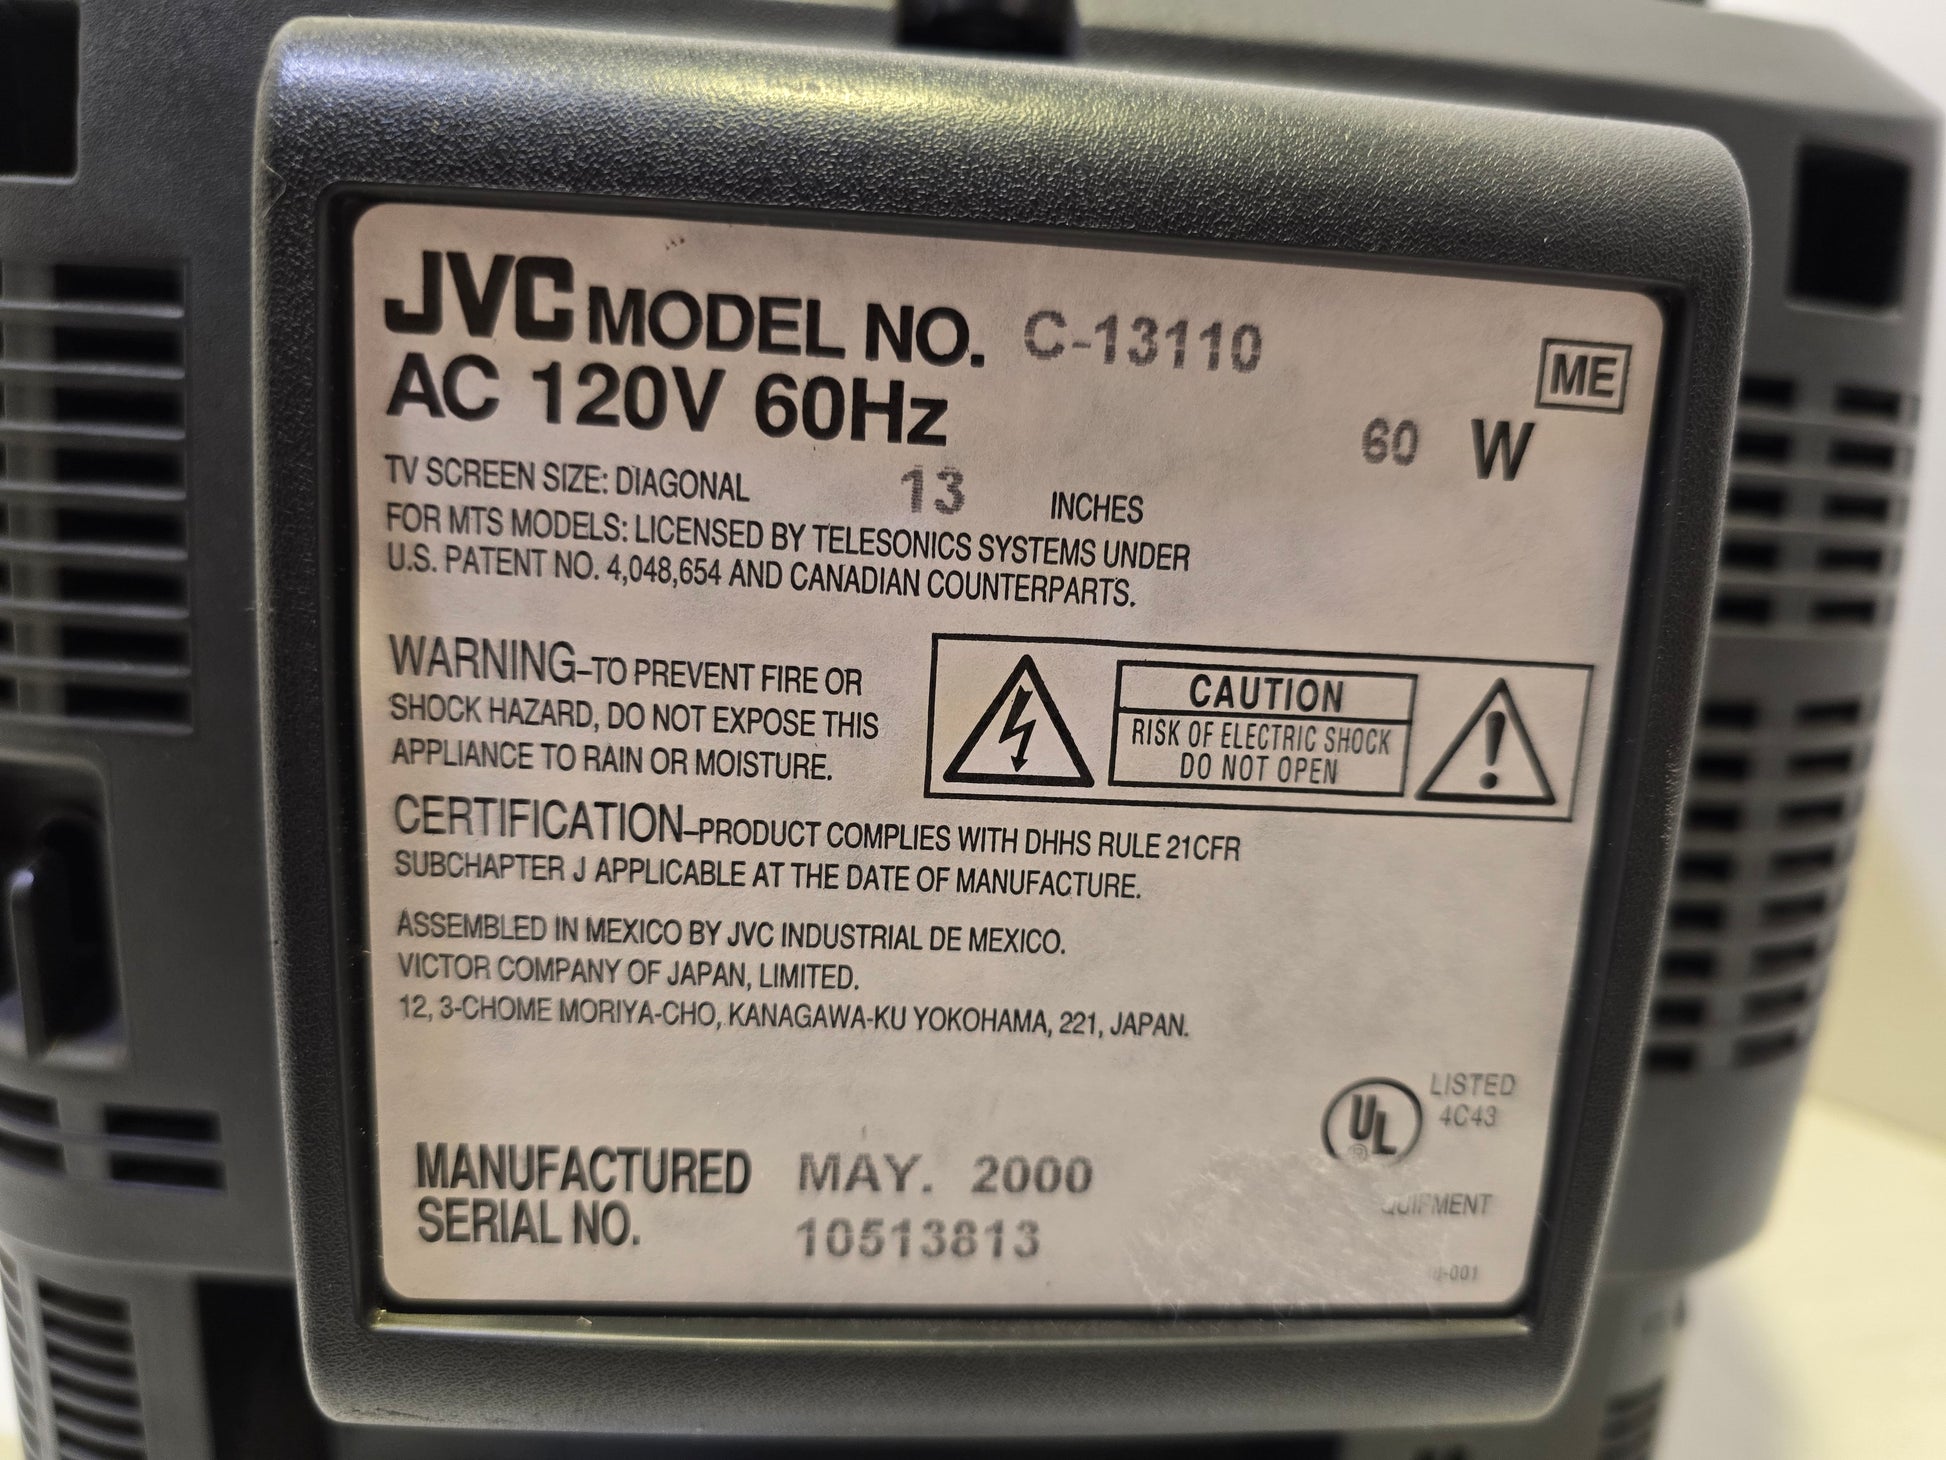 JVC MODEL NO. C-13110
ME
AC 120V 60Hz
60 W
TV SCREEN SIZE: DIAGONAL 13 INCHES
FOR MTS MODELS: LICENSED BY TELESONICS SYSTEMS UNDER
U.S. PATENT NO. 4,048,654 AND CANADIAN COUNTERPARTS.
WARNING–TO PREVENT FIRE OR
SHOCK HAZARD, DO NOT EXPOSE THIS
APPLIANCE TO RAIN OR MOISTURE.
CAUTION
RISK OF ELECTRIC SHOCK
DO NOT OPEN
CERTIFICATION–PRODUCT COMPLIES WITH DHHS RULE 21CFR
SUBCHAPTER J APPLICABLE AT THE DATE OF MANUFACTURE.
ASSEMBLED IN MEXICO BY JVC INDUSTRIAL DE MEXICO.
VICTOR COMPANY OF JAPAN, LIMITED.
12, 3-CHOME MORIYA-CHO, KANAGAWA-KU YOKOHAMA, 221, JAPAN.
UL ®
LISTED
4C43
MANUFACTURED MAY. 2000
SERIAL NO. 10513813
-001